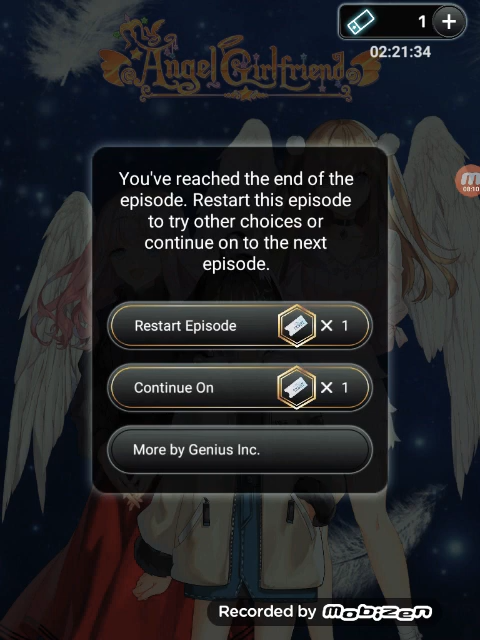 1
02:21:34
My
Angel Girlfriend
You've reached the end of the
episode. Restart this episode
to try other choices or
continue on to the next
episode.
Restart Episode × 1
Continue On × 1
More by Genius Inc.
Recorded by mobizen